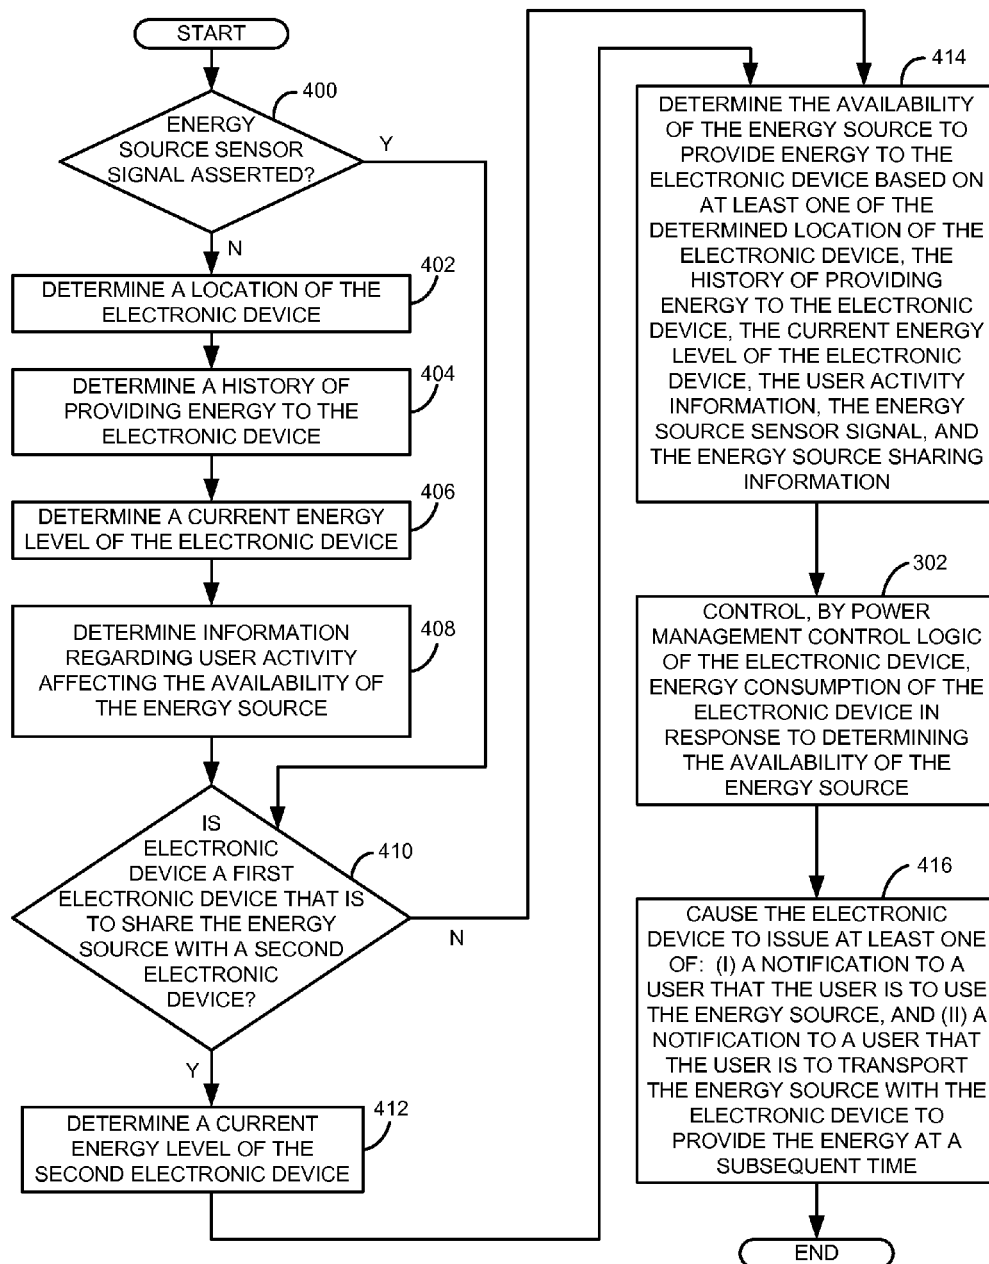 START
400
ENERGY
SOURCE SENSOR
SIGNAL ASSERTED?
Y
N
402
DETERMINE A LOCATION OF THE
ELECTRONIC DEVICE
404
DETERMINE A HISTORY OF
PROVIDING ENERGY TO THE
ELECTRONIC DEVICE
406
DETERMINE A CURRENT ENERGY
LEVEL OF THE ELECTRONIC DEVICE
408
DETERMINE INFORMATION
REGARDING USER ACTIVITY
AFFECTING THE AVAILABILITY OF
THE ENERGY SOURCE
410
IS
ELECTRONIC
DEVICE A FIRST
ELECTRONIC DEVICE THAT IS
TO SHARE THE ENERGY
SOURCE WITH A SECOND
ELECTRONIC
DEVICE?
N
Y
412
DETERMINE A CURRENT
ENERGY LEVEL OF THE
SECOND ELECTRONIC DEVICE
414
DETERMINE THE AVAILABILITY
OF THE ENERGY SOURCE TO
PROVIDE ENERGY TO THE
ELECTRONIC DEVICE BASED ON
AT LEAST ONE OF THE
DETERMINED LOCATION OF THE
ELECTRONIC DEVICE, THE
HISTORY OF PROVIDING
ENERGY TO THE ELECTRONIC
DEVICE, THE CURRENT ENERGY
LEVEL OF THE ELECTRONIC
DEVICE, THE USER ACTIVITY
INFORMATION, THE ENERGY
SOURCE SENSOR SIGNAL, AND
THE ENERGY SOURCE SHARING
INFORMATION
302
CONTROL, BY POWER
MANAGEMENT CONTROL LOGIC
OF THE ELECTRONIC DEVICE,
ENERGY CONSUMPTION OF THE
ELECTRONIC DEVICE IN
RESPONSE TO DETERMINING
THE AVAILABILITY OF THE
ENERGY SOURCE
416
CAUSE THE ELECTRONIC
DEVICE TO ISSUE AT LEAST ONE
OF: (I) A NOTIFICATION TO A
USER THAT THE USER IS TO USE
THE ENERGY SOURCE, AND (II) A
NOTIFICATION TO A USER THAT
THE USER IS TO TRANSPORT
THE ENERGY SOURCE WITH THE
ELECTRONIC DEVICE TO
PROVIDE THE ENERGY AT A
SUBSEQUENT TIME
END